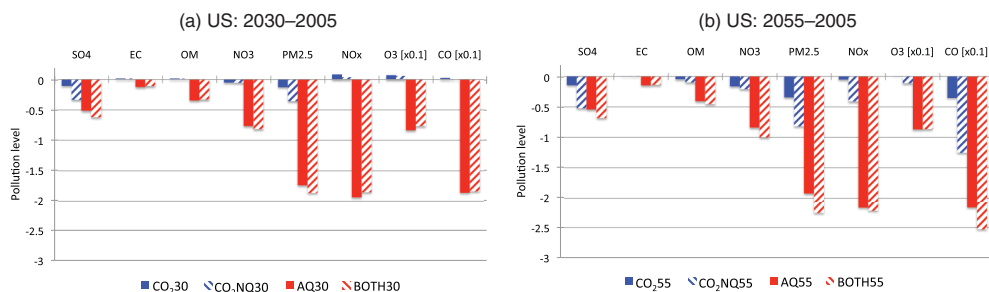 (a) US: 2030–2005
SO4 EC OM NO3 PM2.5 NOx O3 [x0.1] CO [x0.1]
0
-0.5
-1
-1.5
-2
-2.5
-3
Pollution level
CO₂30 CO₂NQ30 AQ30 BOTH30
(b) US: 2055–2005
SO4 EC OM NO3 PM2.5 NOx O3 [x0.1] CO [x0.1]
0
-0.5
-1
-1.5
-2
-2.5
-3
Pollution level
CO₂55 CO₂NQ55 AQ55 BOTH55